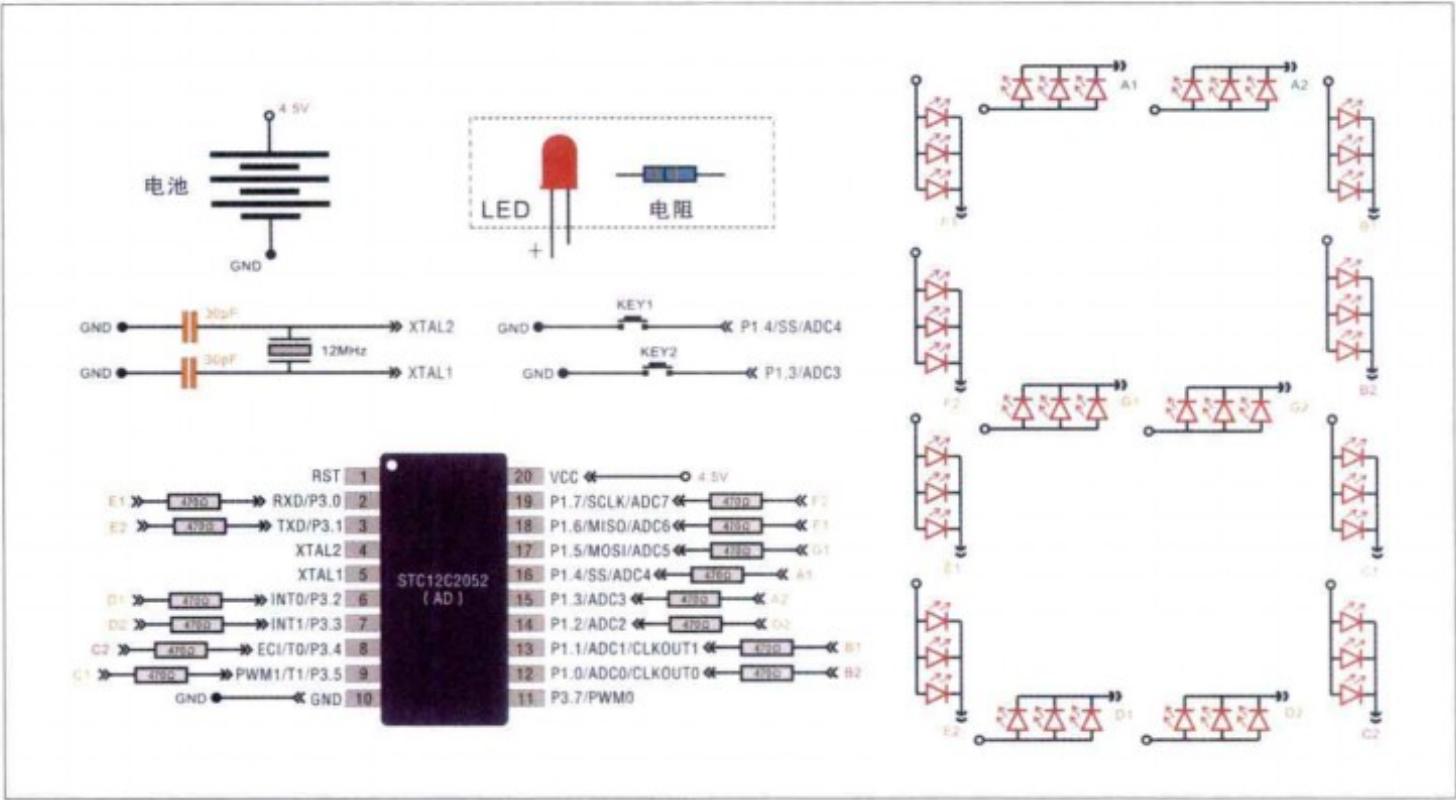 4.5V
电池
GND
LED
电阻
+
GND
30pF
XTAL2
12MHz
GND
30pF
XTAL1
GND
KEY1
P1.4/SS/ADC4
GND
KEY2
P1,3/ADC3
STC12C2052
(AD)
RST 1
E1 470Ω RXD/P3.0 2
E2 470Ω TXD/P3.1 3
XTAL2 4
XTAL1 5
D1 470Ω INT0/P3.2 6
D2 470Ω INT1/P3.3 7
C2 470Ω ECI/T0/P3.4 8
C1 470Ω PWM1/T1/P3.5 9
GND GND 10
20 VCC 4.5V
19 P1.7/SCLK/ADC7 470Ω F2
18 P1.6/MISO/ADC6 470Ω F1
17 P1.5/MOSI/ADC5 470Ω G1
16 P1.4/SS/ADC4 470Ω A1
15 P1.3/ADC3 470Ω A2
14 P1.2/ADC2 470Ω
13 P1.1/ADC1/CLKOUT1 470Ω B1
12 P1.0/ADC0/CLKOUT0 470Ω B2
11 P3.7/PWM0
A1
A2
F1
B1
F2
B2
G1
G2
E1
C1
E2
D1
D2
C2